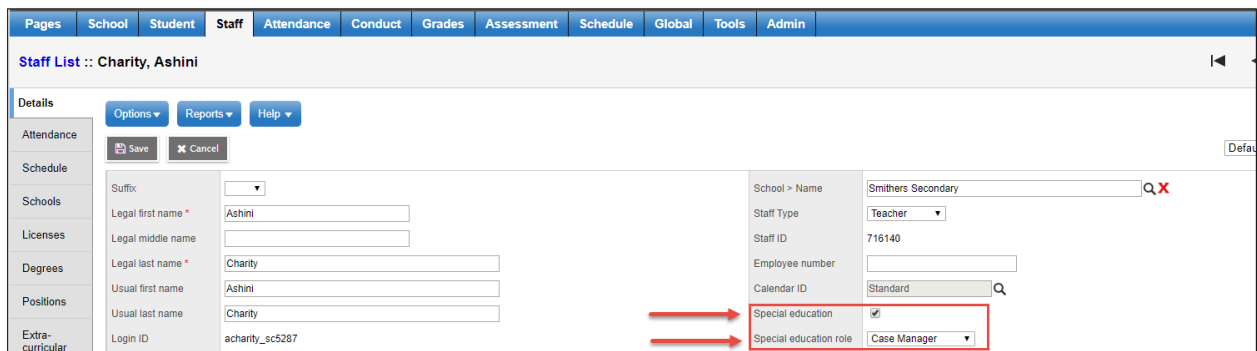 Pages School Student Staff Attendance Conduct Grades Assessment Schedule Global Tools Admin
Staff List :: Charity, Ashini
Details
Attendance
Schedule
Schools
Licenses
Degrees
Positions
Extra-
curricular
Options Reports Help
Save Cancel
Suffix
Legal first name * Ashini
Legal middle name
Legal last name * Charity
Usual first name Ashini
Usual last name Charity
Login ID acharity_sc5287
Defau
School > Name Smithers Secondary
Staff Type Teacher
Staff ID 716140
Employee number
Calendar ID Standard
Special education
Special education role Case Manager